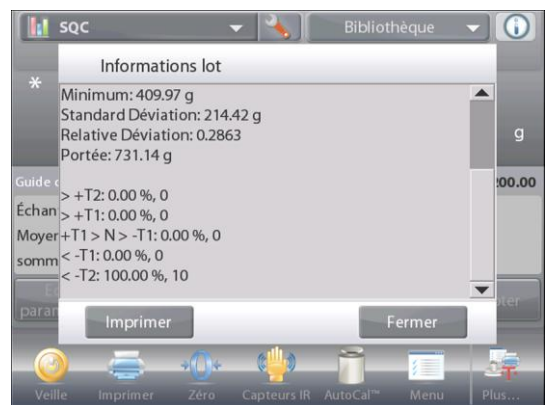 SQC
Bibliothèque
Informations lot
*
Minimum: 409.97 g
Standard Déviation: 214.42 g
Relative Déviation: 0.2863
Portée: 731.14 g
g
Guide
200.00
> +T2: 0.00 %, 0
Échan
> +T1: 0.00 %, 0
Moyer
+T1 > N > -T1: 0.00 %, 0
somm
< -T1: 0.00 %, 0
< -T2: 100.00 %, 10
paran
Imprimer
Fermer
Veille
Imprimer
Zéro
Capteurs IR
AutoCal™
Menu
Plus...